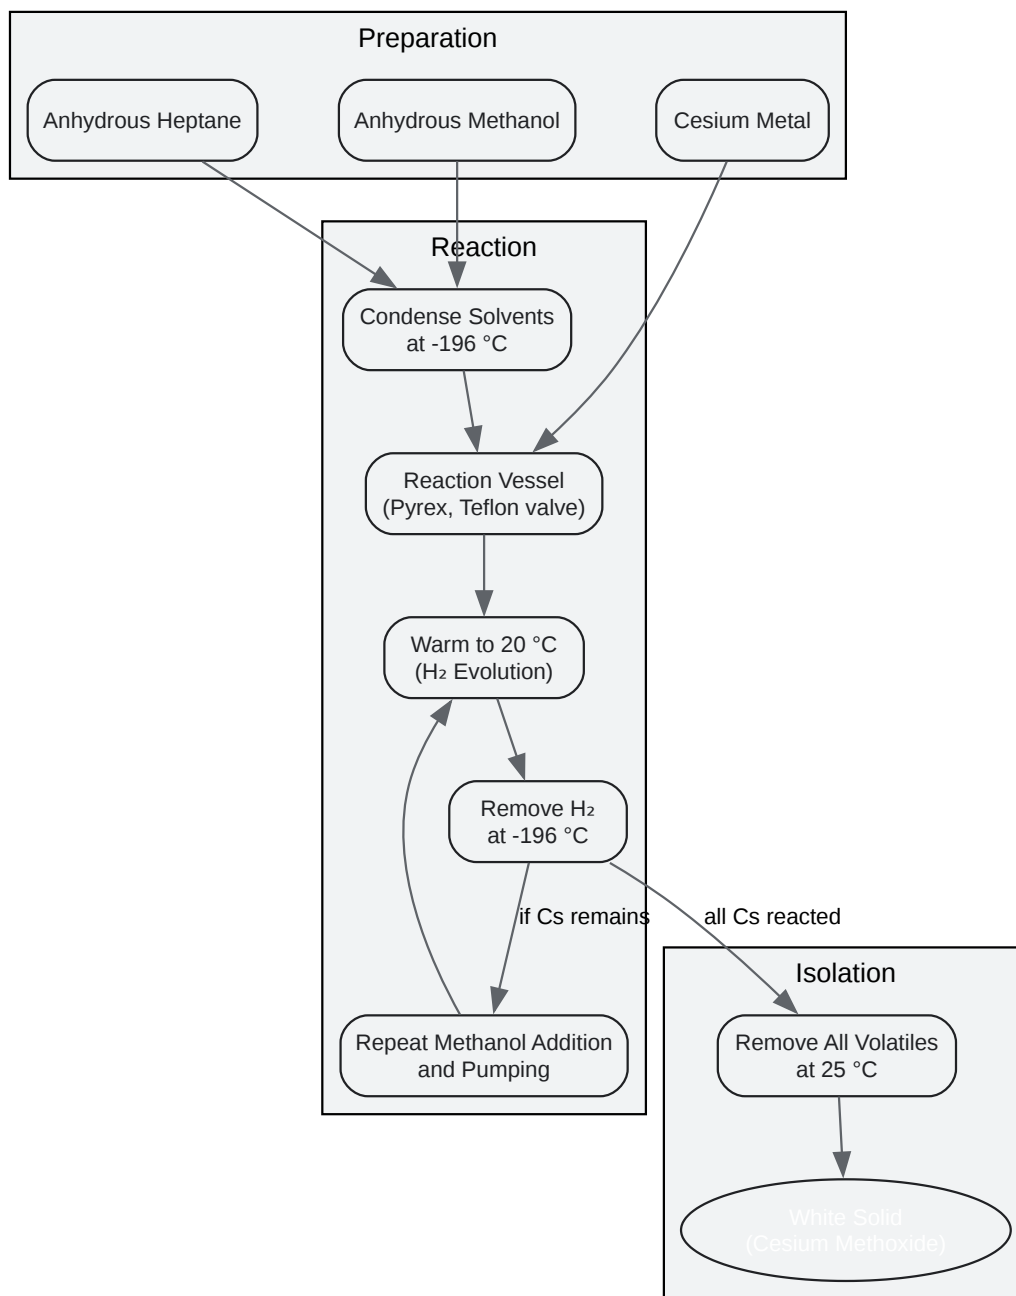 Preparation
Anhydrous Heptane
Anhydrous Methanol
Cesium Metal
Reaction
Condense Solvents
at -196 °C
Reaction Vessel
(Pyrex, Teflon valve)
Warm to 20 °C
(H₂ Evolution)
Remove H₂
at -196 °C
if Cs remains
all Cs reacted
Repeat Methanol Addition
and Pumping
Isolation
Remove All Volatiles
at 25 °C
White Solid
(Cesium Methoxide)